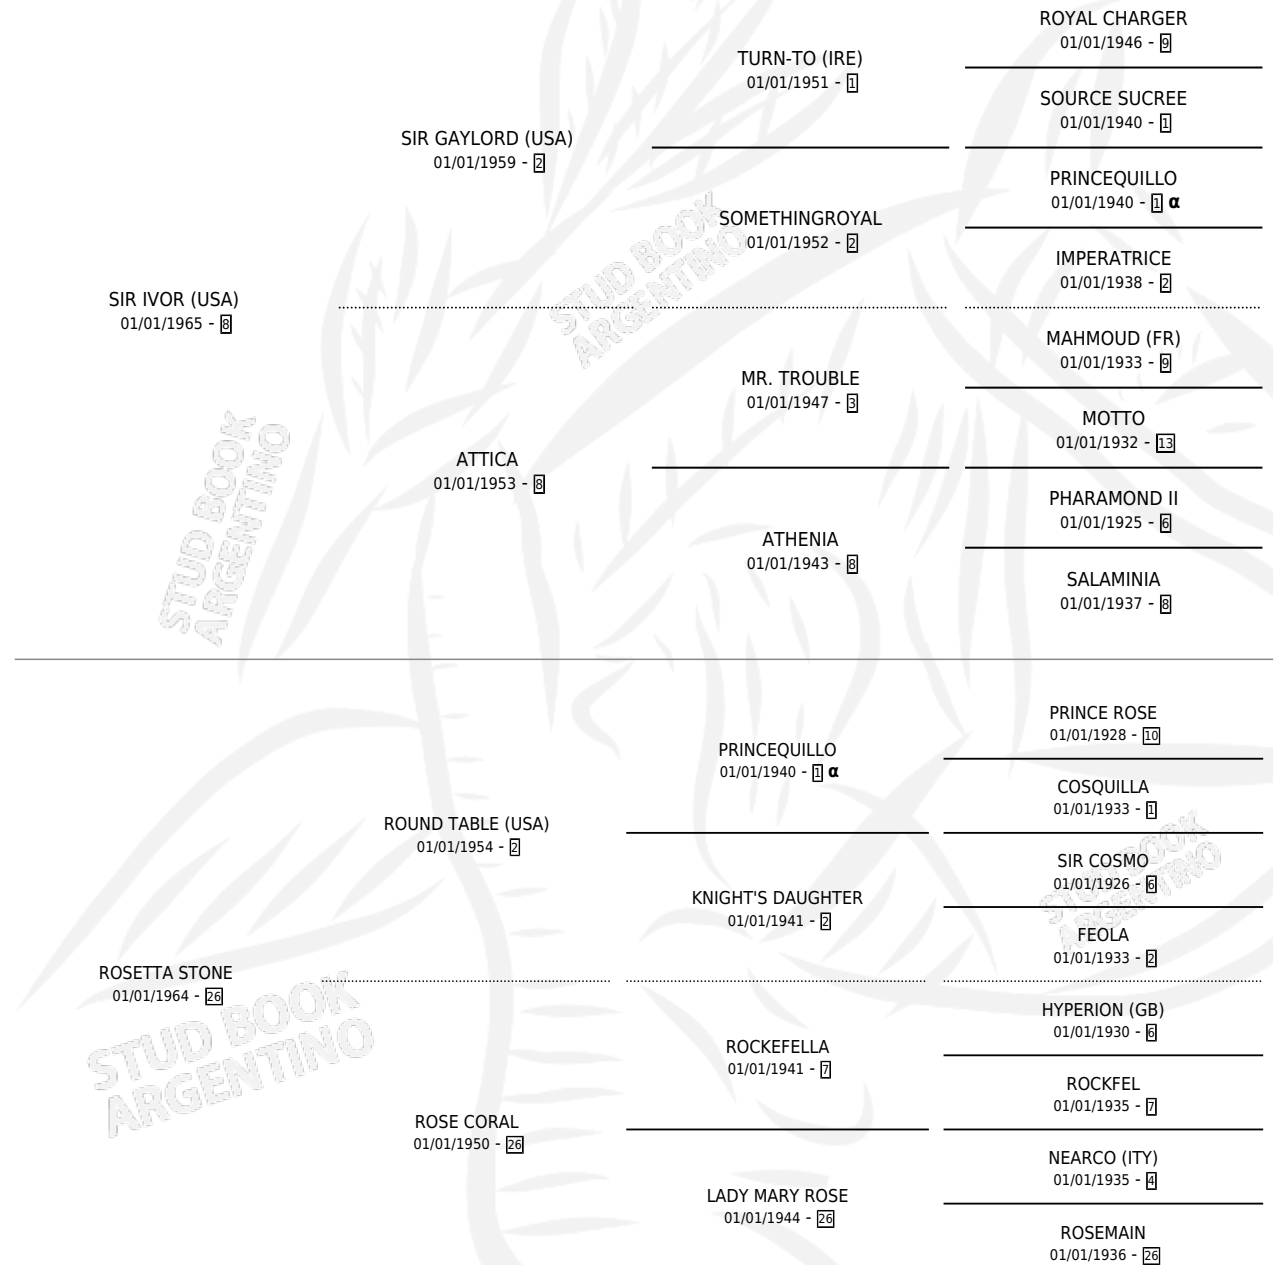 ROYAL CHARGER
01/01/1946 - 9
TURN-TO (IRE)
01/01/1951 - 1
SOURCE SUCREE
01/01/1940 - 1
SIR GAYLORD (USA)
01/01/1959 - 2
PRINCEQUILLO
01/01/1940 - 1 α
SOMETHINGROYAL
01/01/1952 - 2
IMPERATRICE
01/01/1938 - 2
SIR IVOR (USA)
01/01/1965 - 8
MAHMOUD (FR)
01/01/1933 - 9
MR. TROUBLE
01/01/1947 - 3
MOTTO
01/01/1932 - 13
ATTICA
01/01/1953 - 8
PHARAMOND II
01/01/1925 - 6
ATHENIA
01/01/1943 - 8
SALAMINIA
01/01/1937 - 8
PRINCE ROSE
01/01/1928 - 10
PRINCEQUILLO
01/01/1940 - 1 α
COSQUILLA
01/01/1933 - 1
ROUND TABLE (USA)
01/01/1954 - 2
SIR COSMO
01/01/1926 - 6
KNIGHT'S DAUGHTER
01/01/1941 - 2
FEOLA
01/01/1933 - 2
ROSETTA STONE
01/01/1964 - 26
HYPERION (GB)
01/01/1930 - 6
ROCKEFELLA
01/01/1941 - 7
ROCKFEL
01/01/1935 - 7
ROSE CORAL
01/01/1950 - 26
NEARCO (ITY)
01/01/1935 - 4
LADY MARY ROSE
01/01/1944 - 26
ROSEMAIN
01/01/1936 - 26
STUD BOOK
ARGENTINO
STUD BOOK
ARGENTINO
STUD BOOK
ARGENTINO
STUD BOOK
ARGENTINO